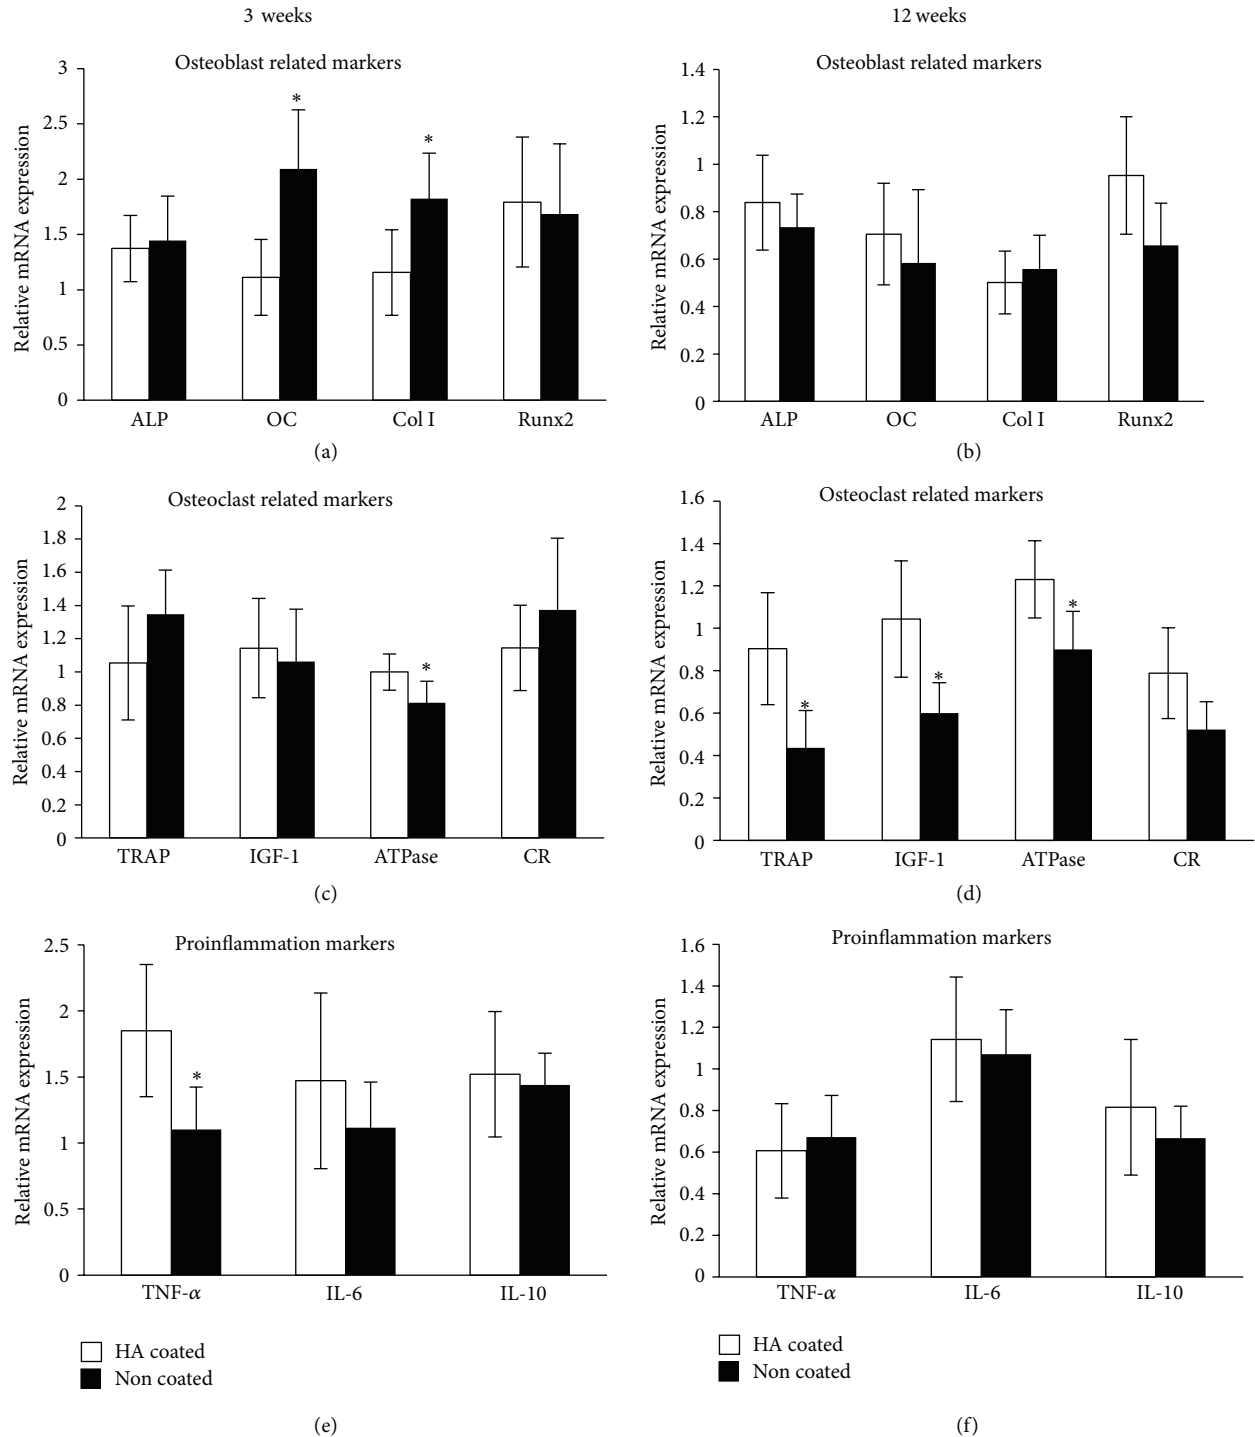 3 weeks
12 weeks
Osteoblast related markers
Relative mRNA expression
3
2.5
2
1.5
1
0.5
0
*
*
ALP OC Col I Runx2
(a)
Osteoblast related markers
Relative mRNA expression
1.4
1.2
1
0.8
0.6
0.4
0.2
0
ALP OC Col I Runx2
(b)
Osteoclast related markers
Relative mRNA expression
2
1.8
1.6
1.4
1.2
1
0.8
0.6
0.4
0.2
0
*
TRAP IGF-1 ATPase CR
(c)
Osteoclast related markers
Relative mRNA expression
1.6
1.4
1.2
1
0.8
0.6
0.4
0.2
0
*
*
*
TRAP IGF-1 ATPase CR
(d)
Proinflammation markers
Relative mRNA expression
2.5
2
1.5
1
0.5
0
*
TNF-α IL-6 IL-10
HA coated
Non coated
(e)
Proinflammation markers
Relative mRNA expression
1.6
1.4
1.2
1
0.8
0.6
0.4
0.2
0
TNF-α IL-6 IL-10
HA coated
Non coated
(f)